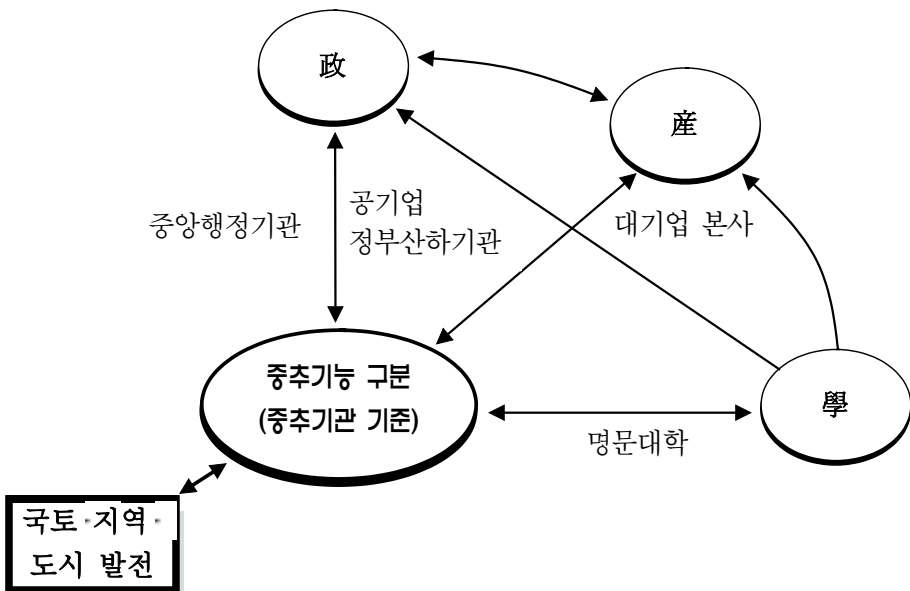 政
産
중앙행정기관
공기업
정부산하기관
대기업 본사
중추기능 구분
(중추기관 기준)
學
명문대학
국토·지역·
도시 발전